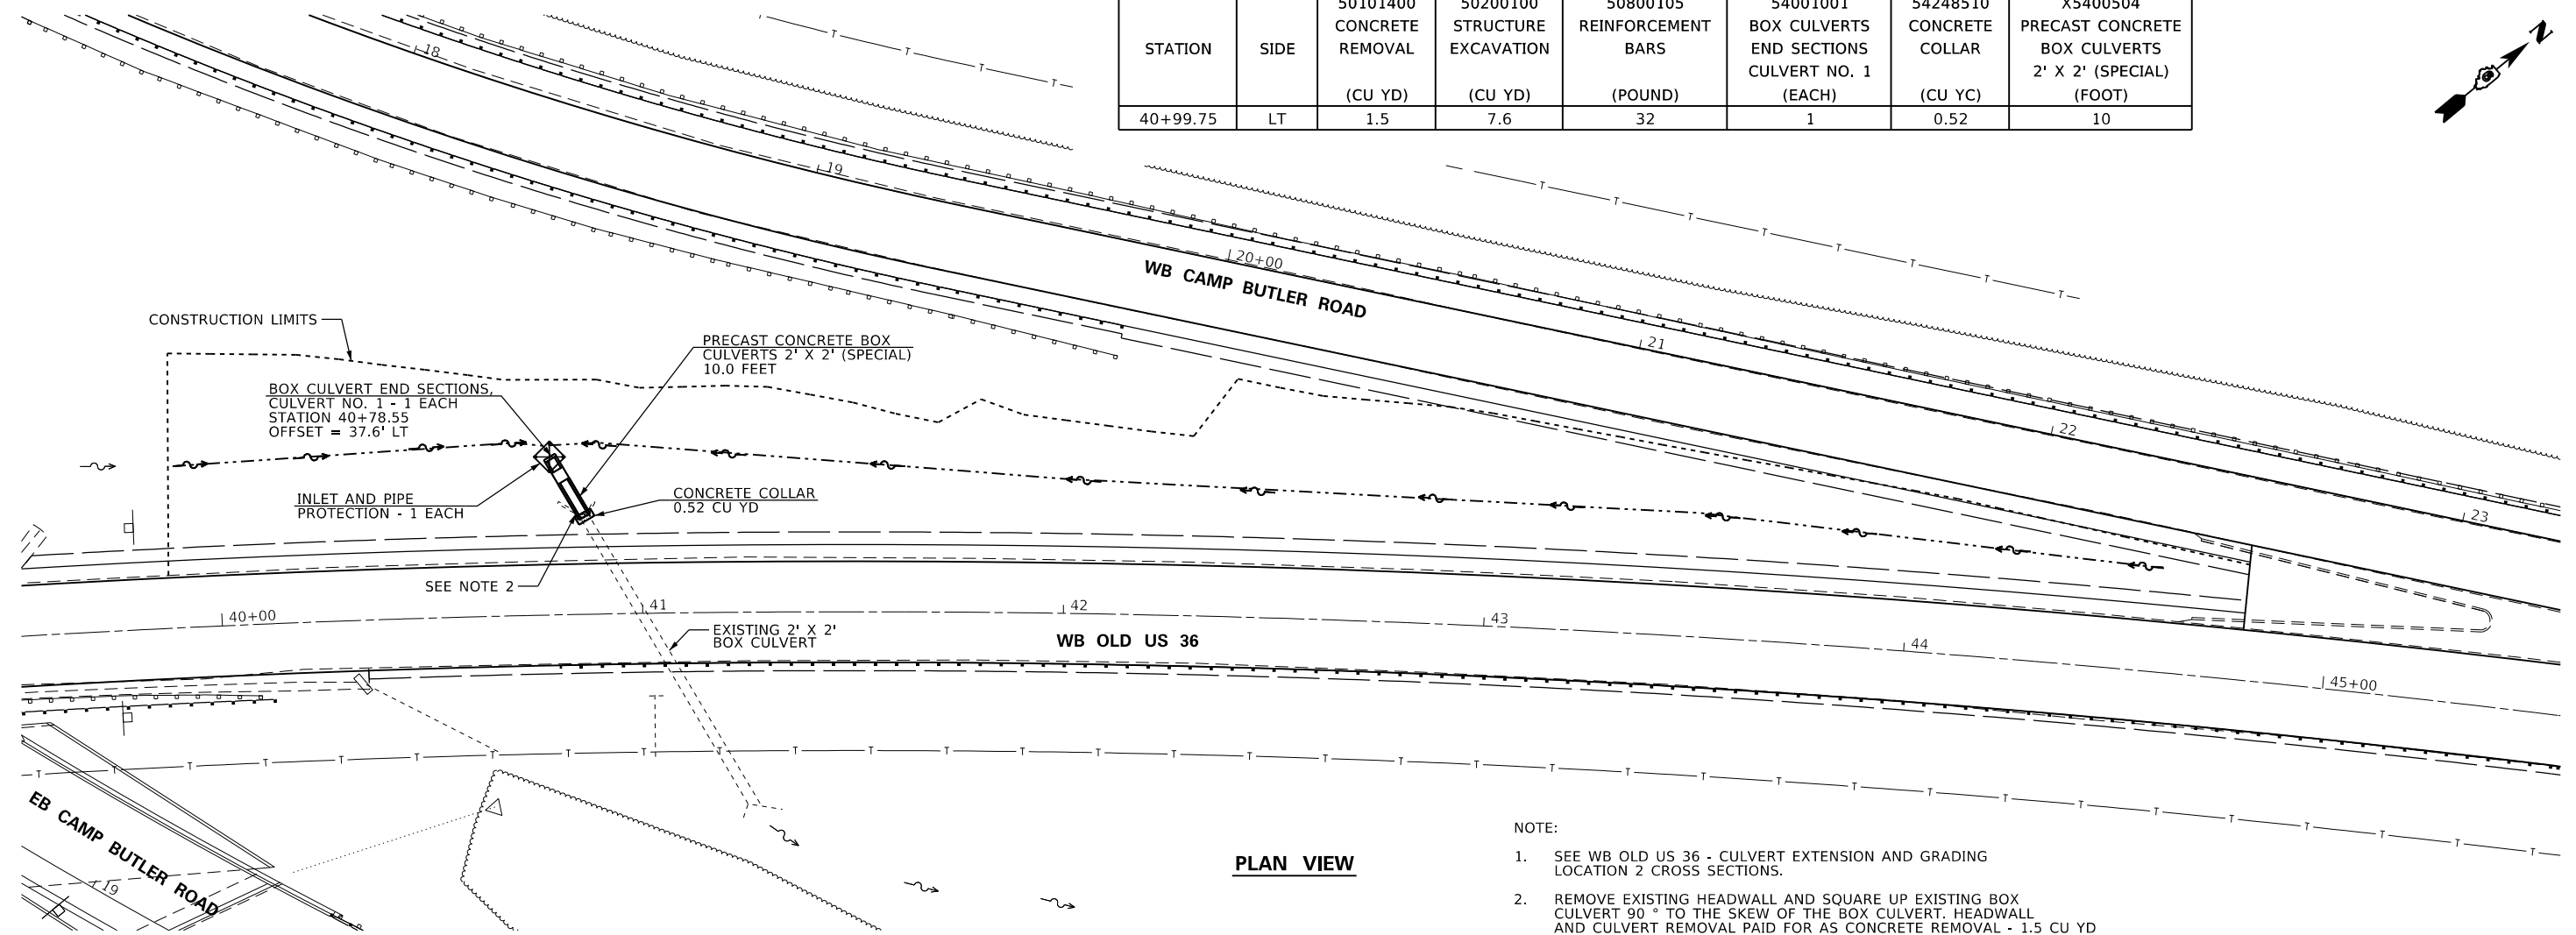 50101400 50200100 50800105 54001001 54248510 X5400504
CONCRETE STRUCTURE REINFORCEMENT BOX CULVERTS CONCRETE PRECAST CONCRETE
STATION SIDE REMOVAL EXCAVATION BARS END SECTIONS COLLAR BOX CULVERTS
CULVERT NO. 1 2' X 2' (SPECIAL)
(CU YD) (CU YD) (POUND) (EACH) (CU YC) (FOOT)
40+99.75 LT 1.5 7.6 32 1 0.52 10
N
18
19
20+00
WB CAMP BUTLER ROAD
21
22
23
CONSTRUCTION LIMITS
PRECAST CONCRETE BOX
CULVERTS 2' X 2' (SPECIAL)
10.0 FEET
BOX CULVERT END SECTIONS,
CULVERT NO. 1 - 1 EACH
STATION 40+78.55
OFFSET = 37.6' LT
INLET AND PIPE
PROTECTION - 1 EACH
CONCRETE COLLAR
0.52 CU YD
SEE NOTE 2
40+00
41
42
43
44
45+00
EXISTING 2' X 2'
BOX CULVERT
WB OLD US 36
EB CAMP BUTLER ROAD
19
PLAN VIEW
NOTE:
1. SEE WB OLD US 36 - CULVERT EXTENSION AND GRADING
LOCATION 2 CROSS SECTIONS.
2. REMOVE EXISTING HEADWALL AND SQUARE UP EXISTING BOX
CULVERT 90 ° TO THE SKEW OF THE BOX CULVERT. HEADWALL
AND CULVERT REMOVAL PAID FOR AS CONCRETE REMOVAL - 1.5 CU YD
T T T T
T T T T T T T T
T T T T T T T T T T T T T T T T T T T T T T T T T T T T T T T T T T T T